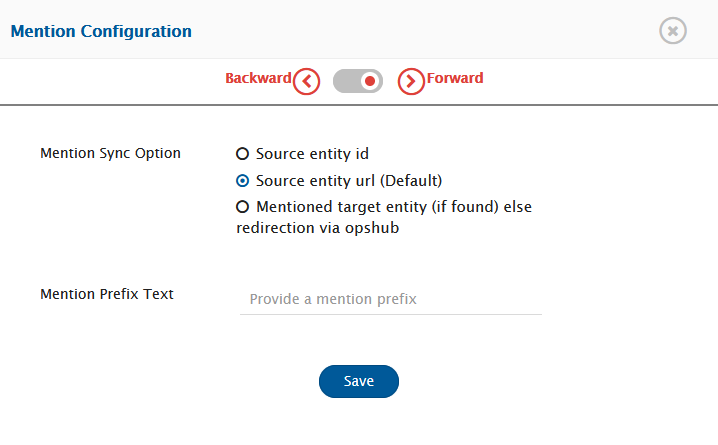 Mention Configuration
Backward Forward
Mention Sync Option
Source entity id
Source entity url (Default)
Mentioned target entity (if found) else
redirection via opshub
Mention Prefix Text
Provide a mention prefix
Save